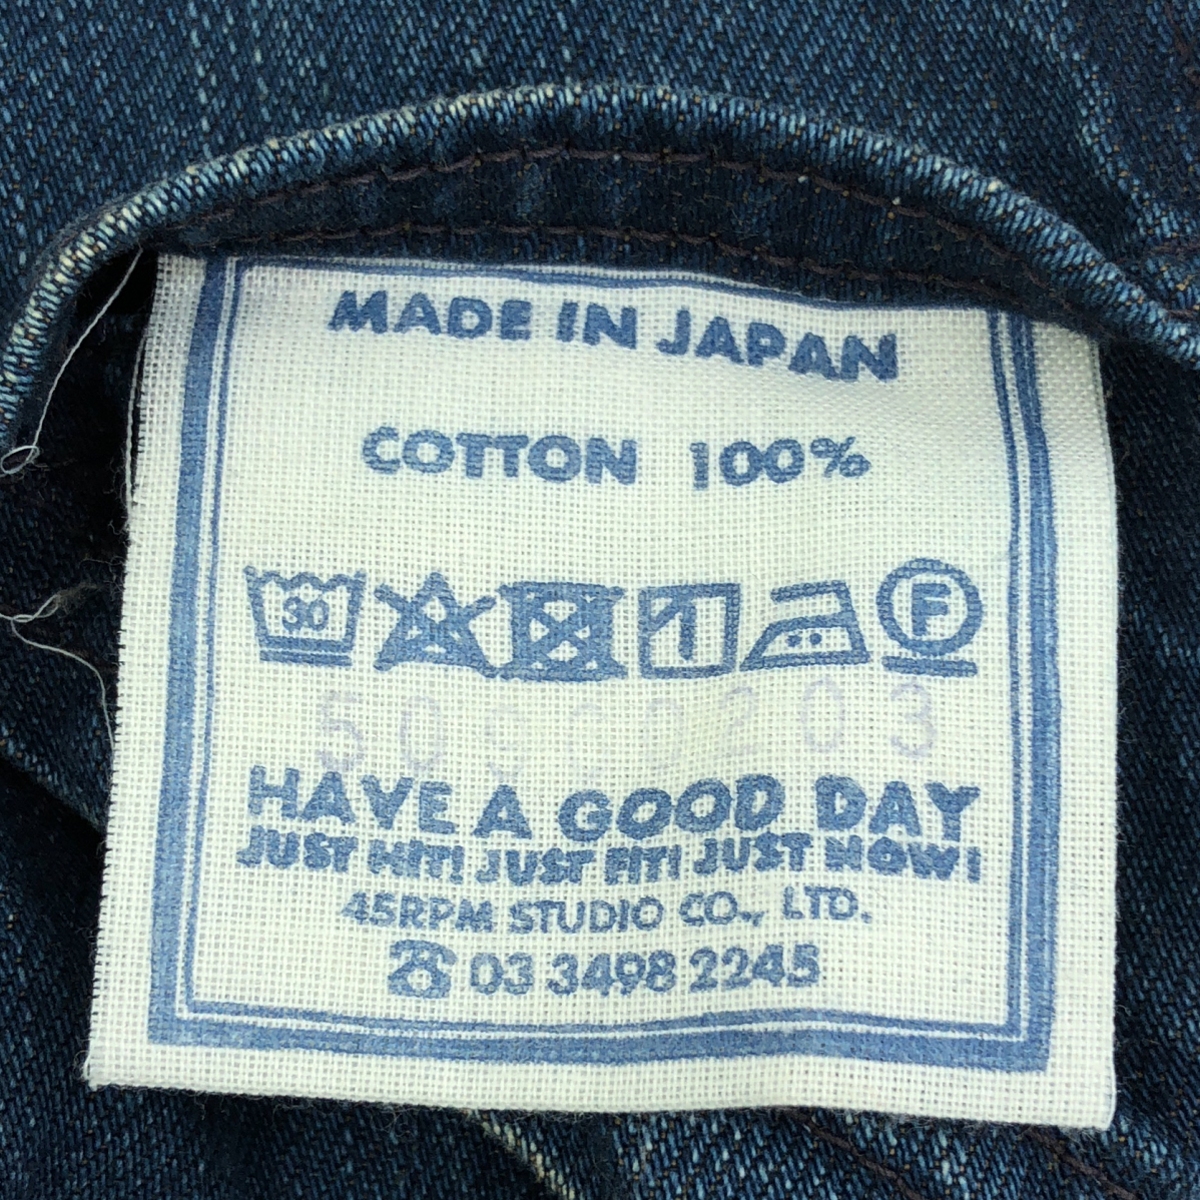 MADE IN JAPAN
COTTON 100%
30 F
HAVE A GOOD DAY
JUST HIT! JUST FIT! JUST NOW!
45RPM STUDIO CO., LTD.
☎ 03 3498 2245